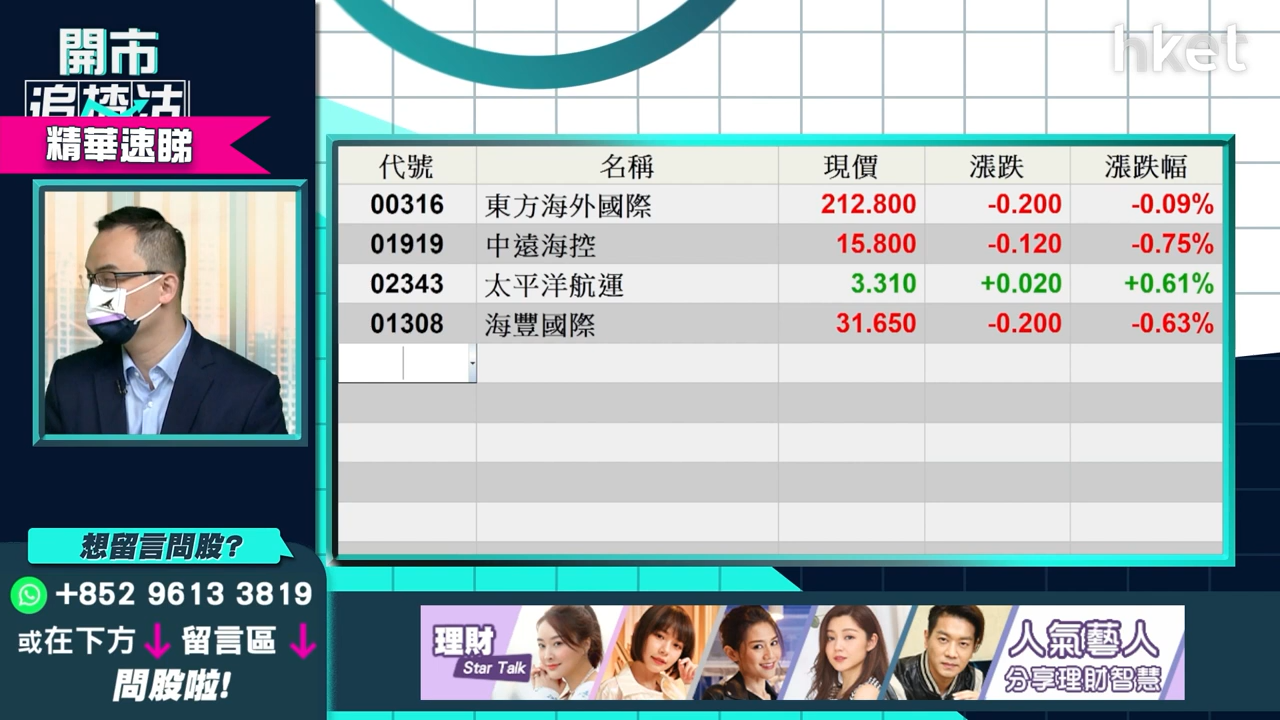 hket
開市
追揸沽
精華速睇
代號 名稱 現價 漲跌 漲跌幅
00316 東方海外國際 212.800 -0.200 -0.09%
01919 中遠海控 15.800 -0.120 -0.75%
02343 太平洋航運 3.310 +0.020 +0.61%
01308 海豐國際 31.650 -0.200 -0.63%
想留言問股?
+852 9613 3819
或在下方 留言區
問股啦!
理財
Star Talk
人氣藝人
分享理財智慧